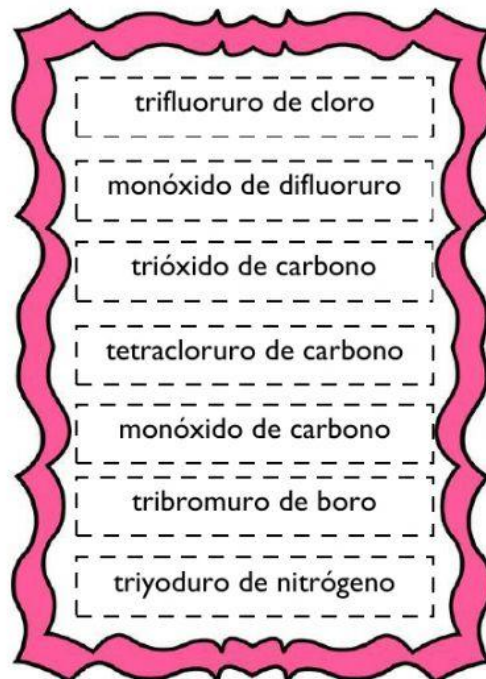 trifluoruro de cloro
monóxido de difluoruro
trióxido de carbono
tetracloruro de carbono
monóxido de carbono
tribromuro de boro
triyoduro de nitrógeno